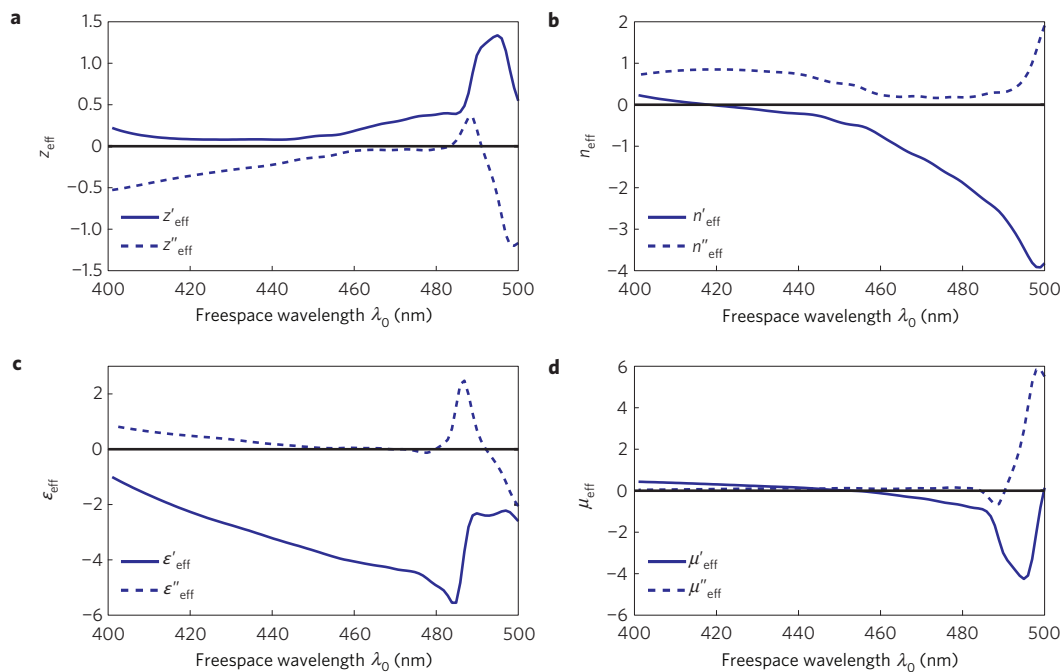 a
1.5
1.0
0.5
0
−0.5
−1.0
−1.5
z_eff
z′_eff
z″_eff
400 420 440 460 480 500
Freespace wavelength λ₀ (nm)
b
2
1
0
−1
−2
−3
−4
n_eff
n′_eff
n″_eff
400 420 440 460 480 500
Freespace wavelength λ₀ (nm)
c
2
0
−2
−4
−6
ε_eff
ε′_eff
ε″_eff
400 420 440 460 480 500
Freespace wavelength λ₀ (nm)
d
6
4
2
0
−2
−4
−6
μ_eff
μ′_eff
μ″_eff
400 420 440 460 480 500
Freespace wavelength λ₀ (nm)